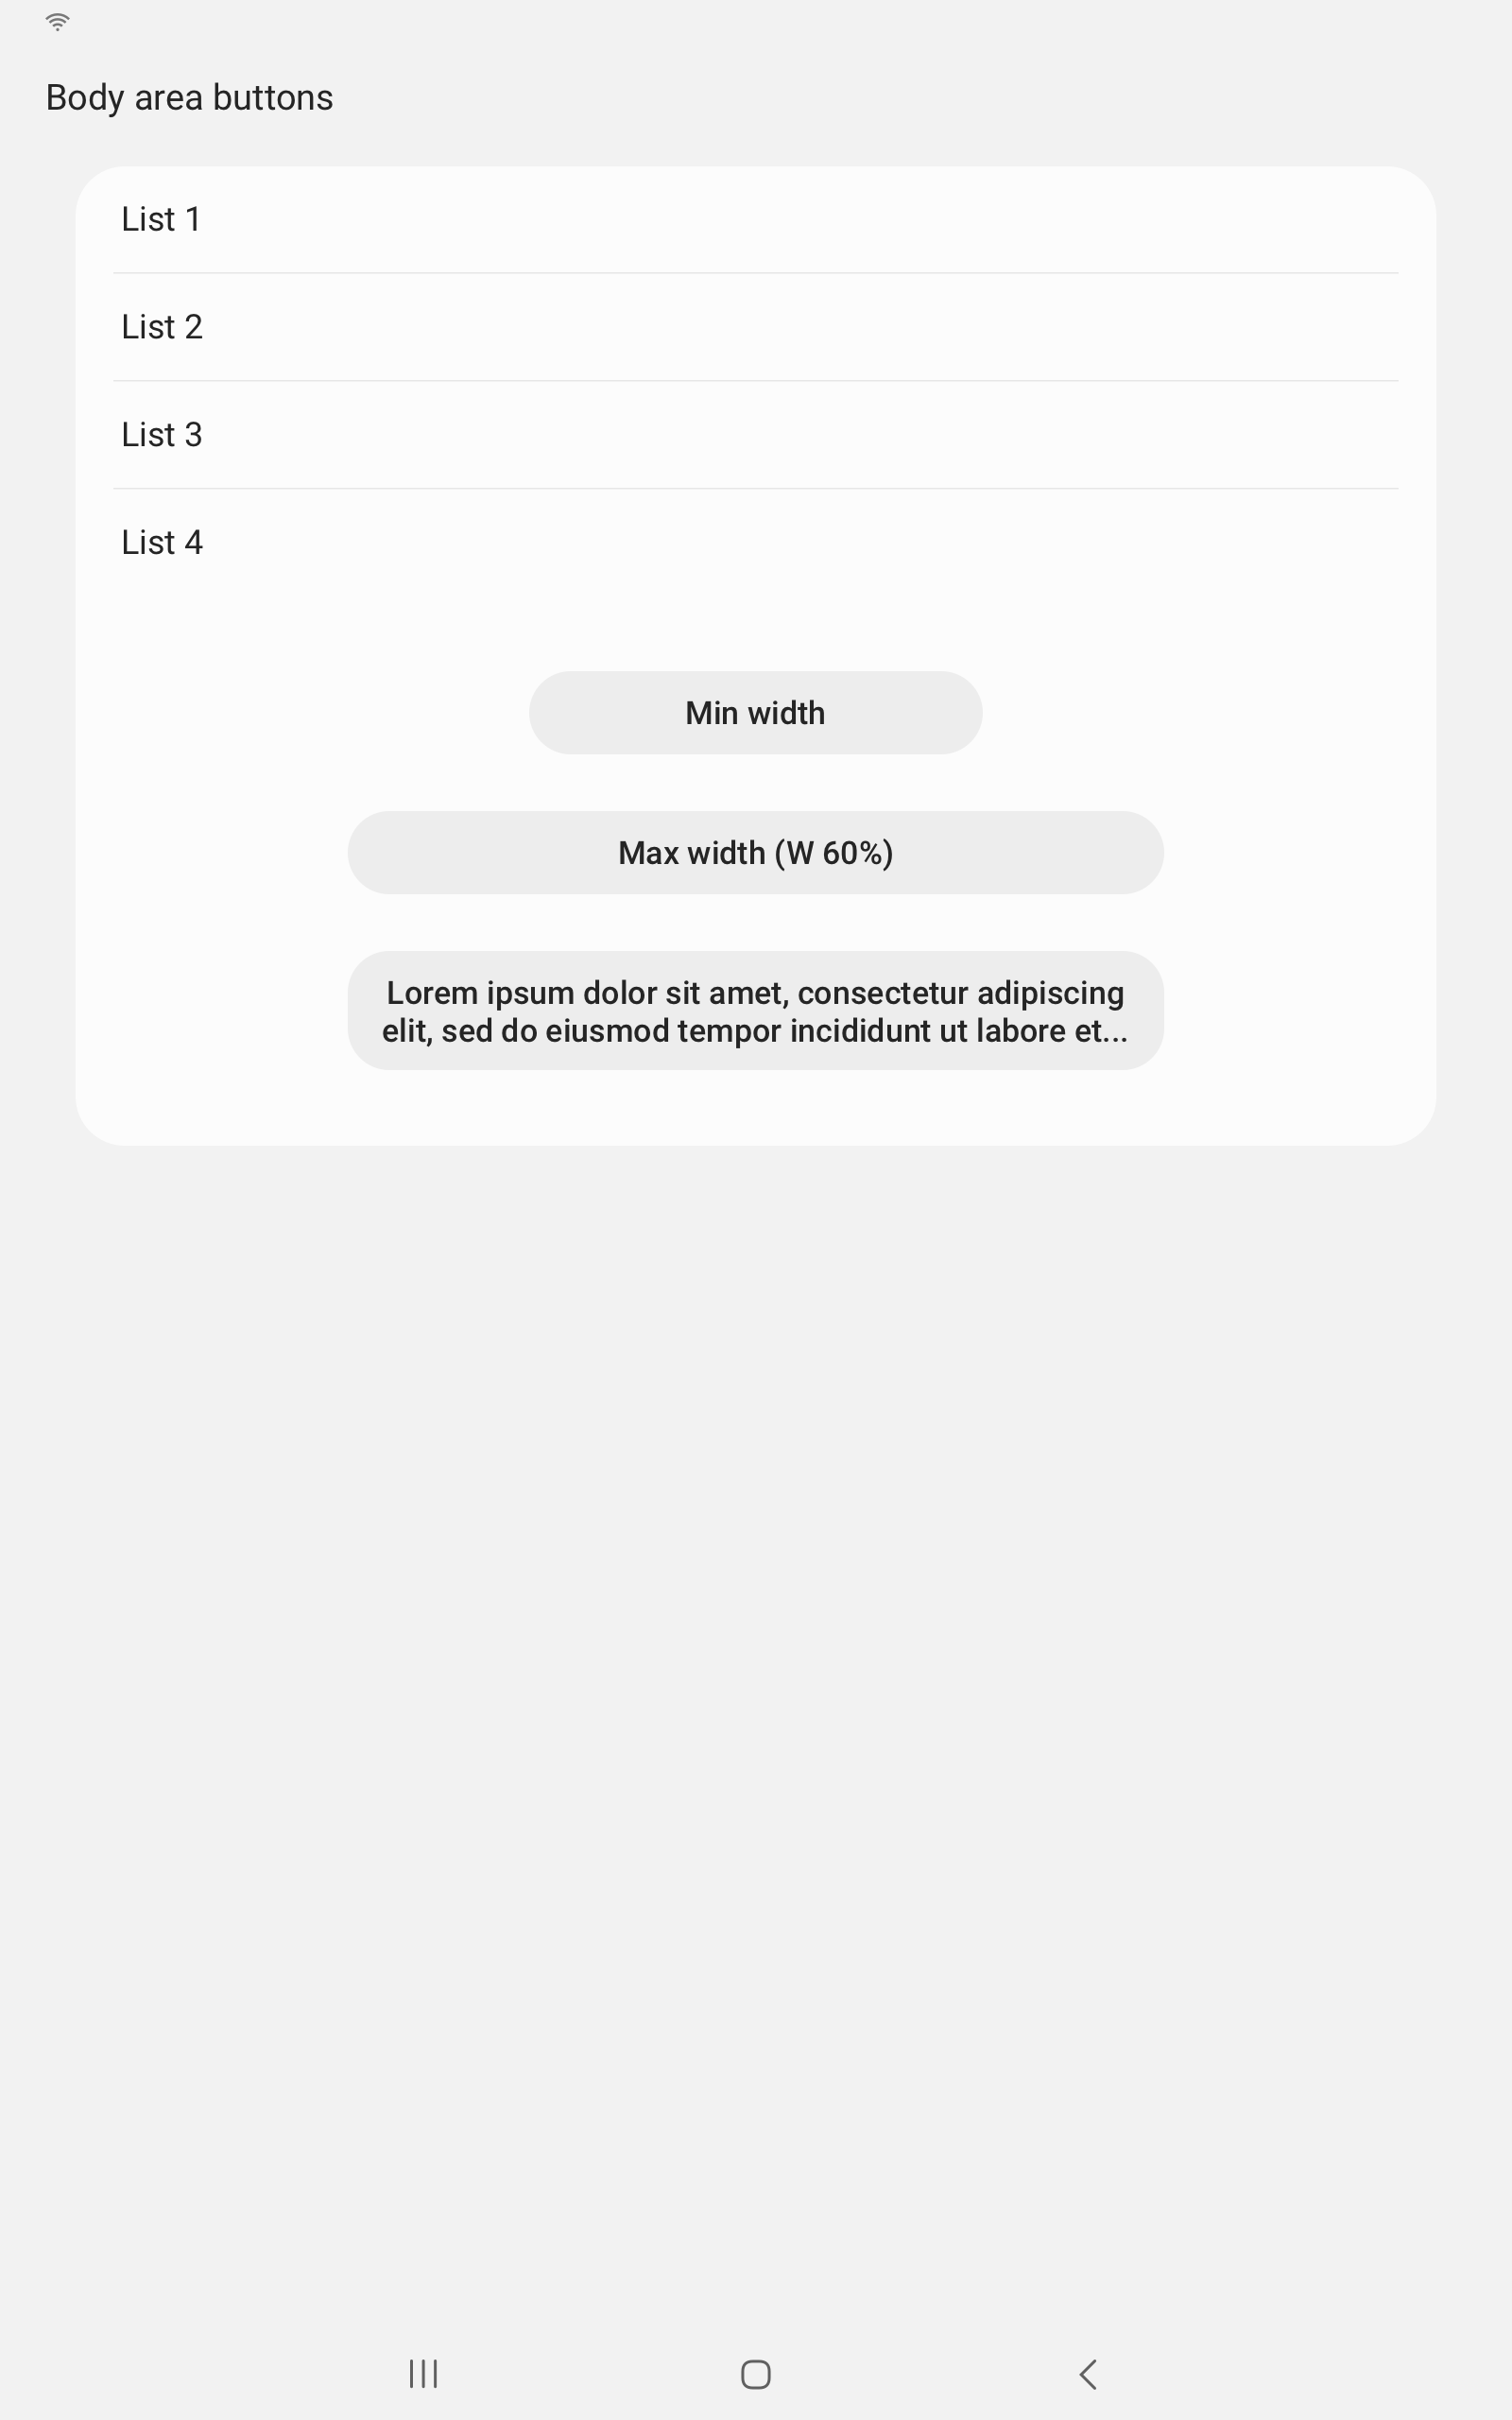 Body area buttons
List 1
List 2
List 3
List 4
Min width
Max width (W 60%)
Lorem ipsum dolor sit amet, consectetur adipiscing
elit, sed do eiusmod tempor incididunt ut labore et...